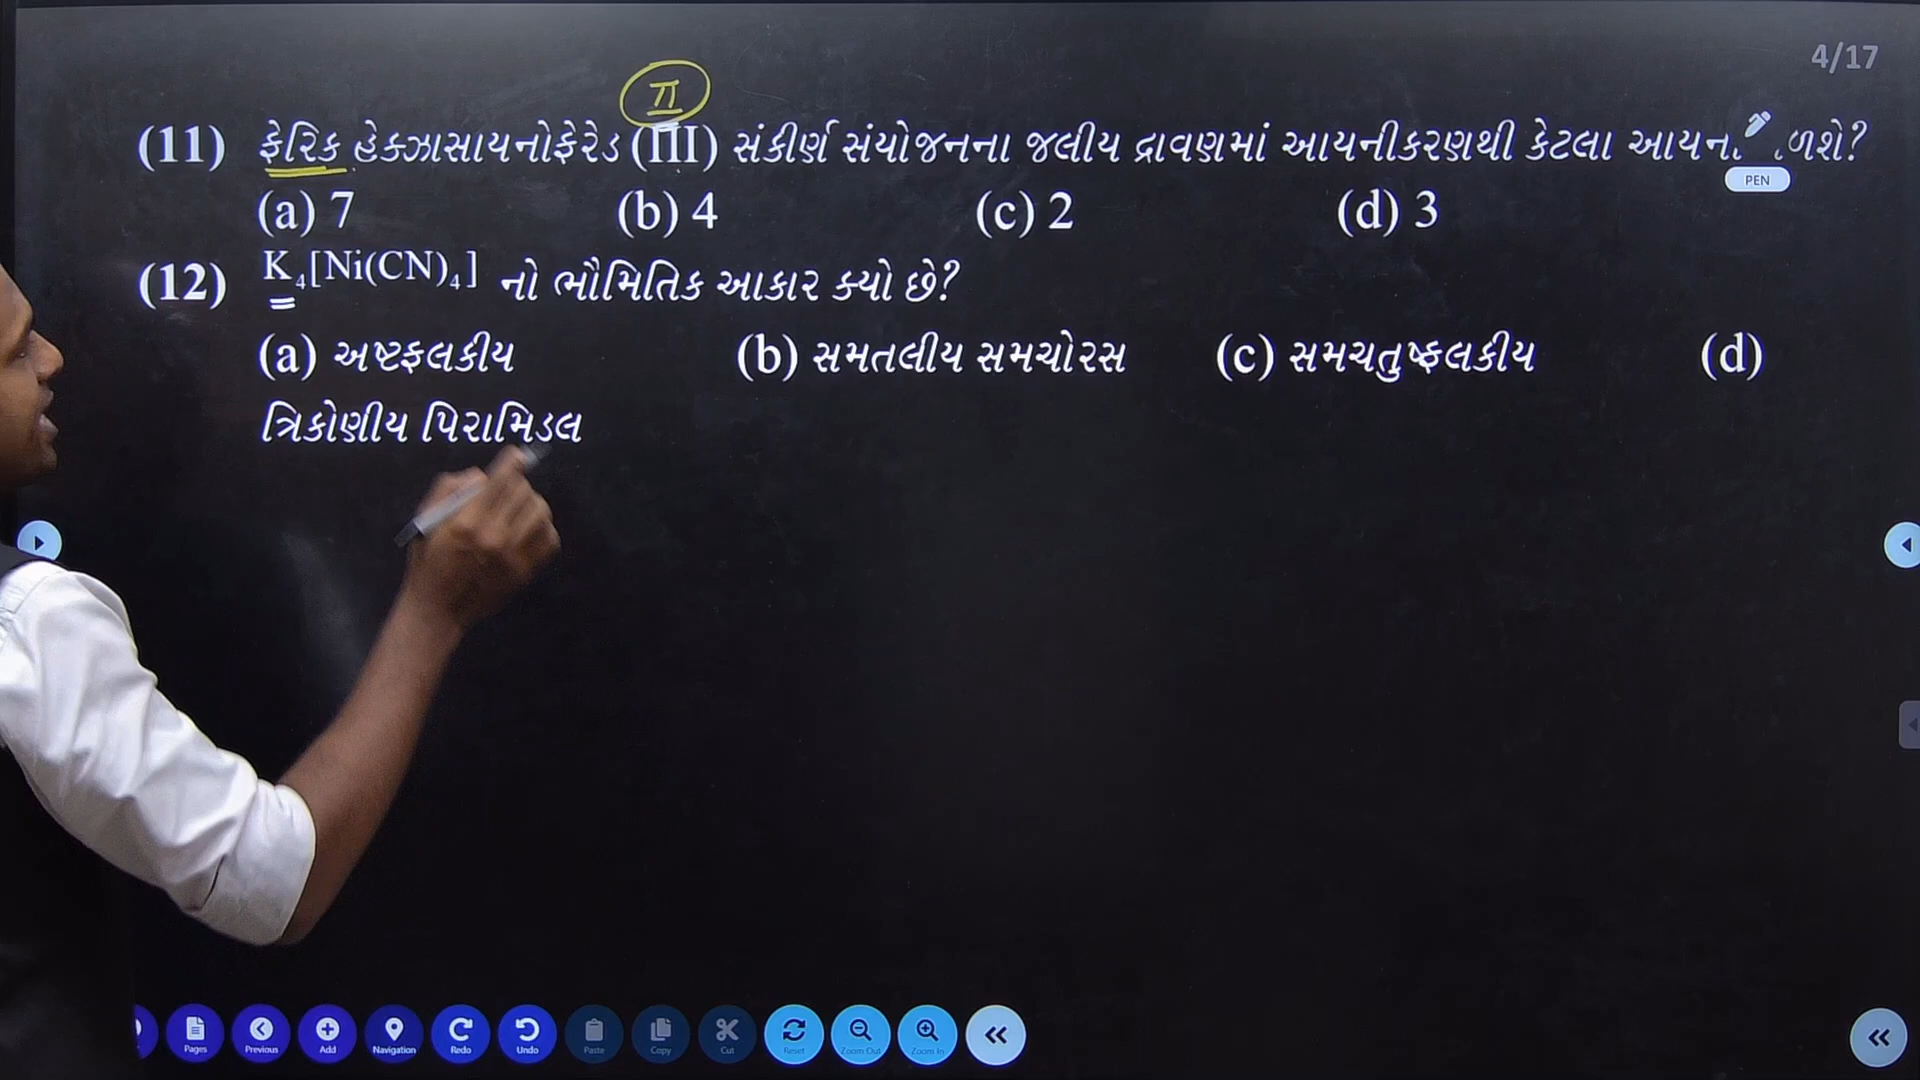 4/17
II
(11) ફેરિક હેક્ઝાસાયનોફેરેડ (III) સંકીર્ણ સંયોજનના જલીય દ્રાવણમાં આયનીકરણથી કેટલા
PEN
(a) 7 (b) 4 (c) 2 (d) 3
(12) K₄[Ni(CN)₄] નો ભૌમિતિક આકાર ક્યો છે?
(a) અષ્ટફલકીય (b) સમતલીય સમચોરસ (c) સમચતુષ્ફલકીય (d)
ત્રિકોણીય પિરામિડલ
Pages Previous Add Navigation Redo Undo Paste Copy Cut Reset Zoom Out Zoom In